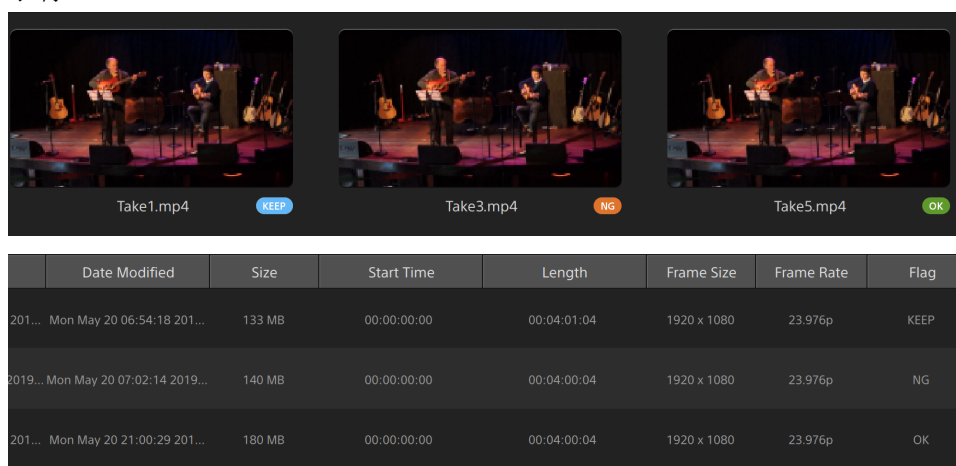 Take1.mp4 KEEP Take3.mp4 NG Take5.mp4 OK
Date Modified Size Start Time Length Frame Size Frame Rate Flag
201... Mon May 20 06:54:18 201... 133 MB 00:00:00:00 00:04:01:04 1920 x 1080 23.976p KEEP
2019... Mon May 20 07:02:14 2019... 140 MB 00:00:00:00 00:04:00:04 1920 x 1080 23.976p NG
201... Mon May 20 21:00:29 201... 180 MB 00:00:00:00 00:04:00:04 1920 x 1080 23.976p OK